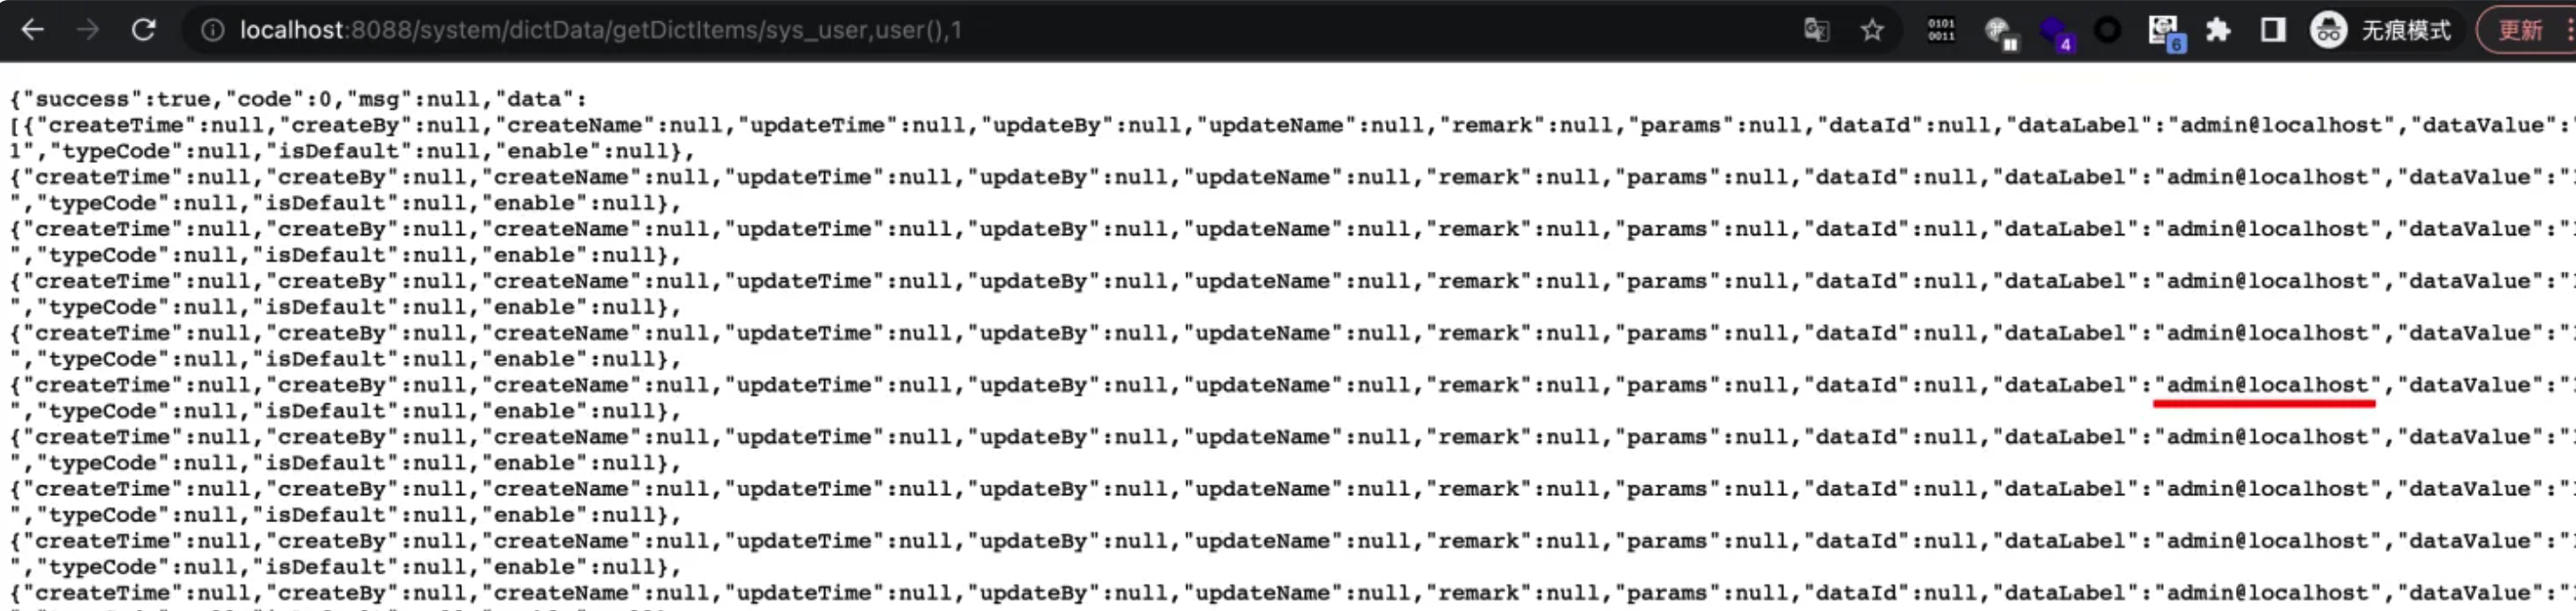 localhost:8088/system/dictData/getDictItems/sys_user,user(),1
0101
0011
4
6
无痕模式
更新
{"success":true,"code":0,"msg":null,"data":
[{"createTime":null,"createBy":null,"createName":null,"updateTime":null,"updateBy":null,"updateName":null,"remark":null,"params":null,"dataId":null,"dataLabel":"admin@localhost","dataValue":"
1","typeCode":null,"isDefault":null,"enable":null},
{"createTime":null,"createBy":null,"createName":null,"updateTime":null,"updateBy":null,"updateName":null,"remark":null,"params":null,"dataId":null,"dataLabel":"admin@localhost","dataValue":"
","typeCode":null,"isDefault":null,"enable":null},
{"createTime":null,"createBy":null,"createName":null,"updateTime":null,"updateBy":null,"updateName":null,"remark":null,"params":null,"dataId":null,"dataLabel":"admin@localhost","dataValue":"
","typeCode":null,"isDefault":null,"enable":null},
{"createTime":null,"createBy":null,"createName":null,"updateTime":null,"updateBy":null,"updateName":null,"remark":null,"params":null,"dataId":null,"dataLabel":"admin@localhost","dataValue":"
","typeCode":null,"isDefault":null,"enable":null},
{"createTime":null,"createBy":null,"createName":null,"updateTime":null,"updateBy":null,"updateName":null,"remark":null,"params":null,"dataId":null,"dataLabel":"admin@localhost","dataValue":"
","typeCode":null,"isDefault":null,"enable":null},
{"createTime":null,"createBy":null,"createName":null,"updateTime":null,"updateBy":null,"updateName":null,"remark":null,"params":null,"dataId":null,"dataLabel":"admin@localhost","dataValue":"
","typeCode":null,"isDefault":null,"enable":null},
{"createTime":null,"createBy":null,"createName":null,"updateTime":null,"updateBy":null,"updateName":null,"remark":null,"params":null,"dataId":null,"dataLabel":"admin@localhost","dataValue":"
","typeCode":null,"isDefault":null,"enable":null},
{"createTime":null,"createBy":null,"createName":null,"updateTime":null,"updateBy":null,"updateName":null,"remark":null,"params":null,"dataId":null,"dataLabel":"admin@localhost","dataValue":"
","typeCode":null,"isDefault":null,"enable":null},
{"createTime":null,"createBy":null,"createName":null,"updateTime":null,"updateBy":null,"updateName":null,"remark":null,"params":null,"dataId":null,"dataLabel":"admin@localhost","dataValue":"
","typeCode":null,"isDefault":null,"enable":null},
{"createTime":null,"createBy":null,"createName":null,"updateTime":null,"updateBy":null,"updateName":null,"remark":null,"params":null,"dataId":null,"dataLabel":"admin@localhost","dataValue":"